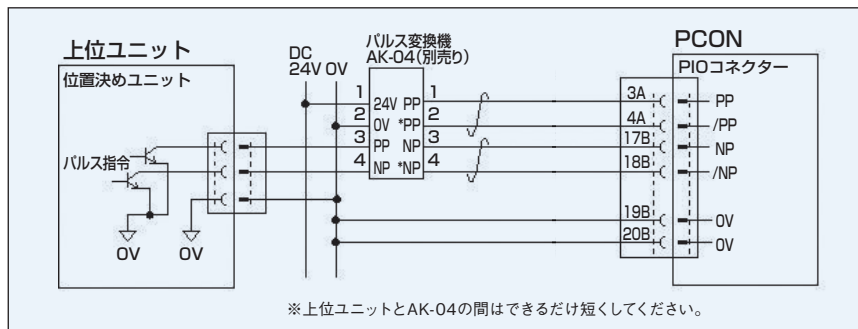 上位ユニット
位置決めユニット
パルス指令
0V
0V
DC
24V 0V
パルス変換機
AK-04(別売り)
1 24V PP 1
2 0V *PP 2
3 PP NP 3
4 NP *NP 4
PCON
PIOコネクター
3A PP
4A /PP
17B NP
18B /NP
19B 0V
20B 0V
※上位ユニットとAK-04の間はできるだけ短くしてください。